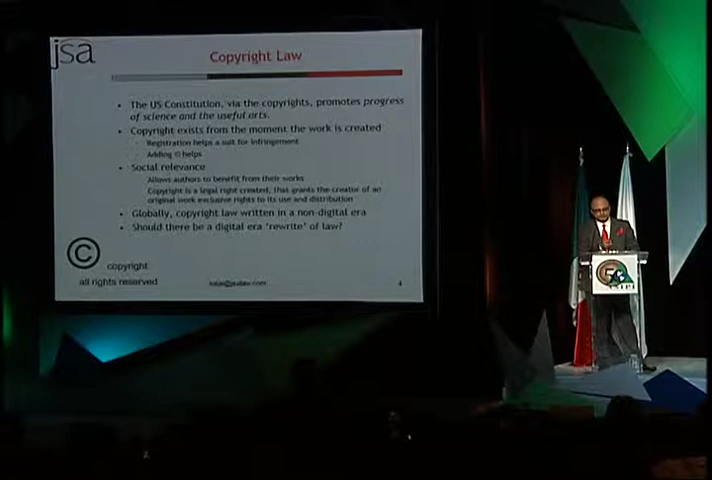 jsa
Copyright Law
• The US Constitution, via the copyrights, promotes progress
of science and the useful arts.
• Copyright exists from the moment the work is created
Registration helps a suit for infringement
Adding © helps
• Social relevance
Allows authors to benefit from their works
Copyright is a legal right created, that grants the creator of an
original work exclusive rights to its use and distribution
• Globally, copyright law written in a non-digital era
• Should there be a digital era 'rewrite' of law?
©
copyright
all rights reserved
4